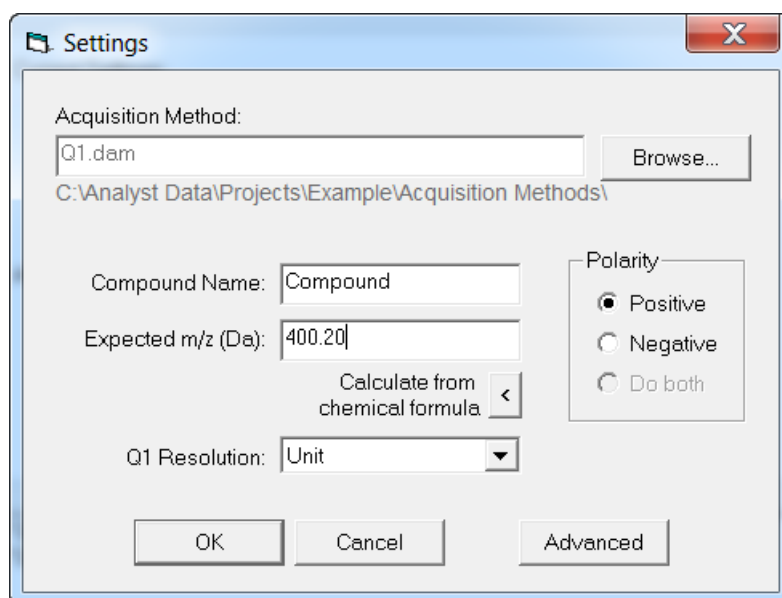 Settings
X
Acquisition Method:
Q1.dam
Browse...
C:\Analyst Data\Projects\Example\Acquisition Methods\
Compound Name: Compound
Polarity
Positive
Expected m/z (Da): 400.20
Negative
Calculate from
chemical formula <
Do both
Q1 Resolution: Unit
OK Cancel Advanced